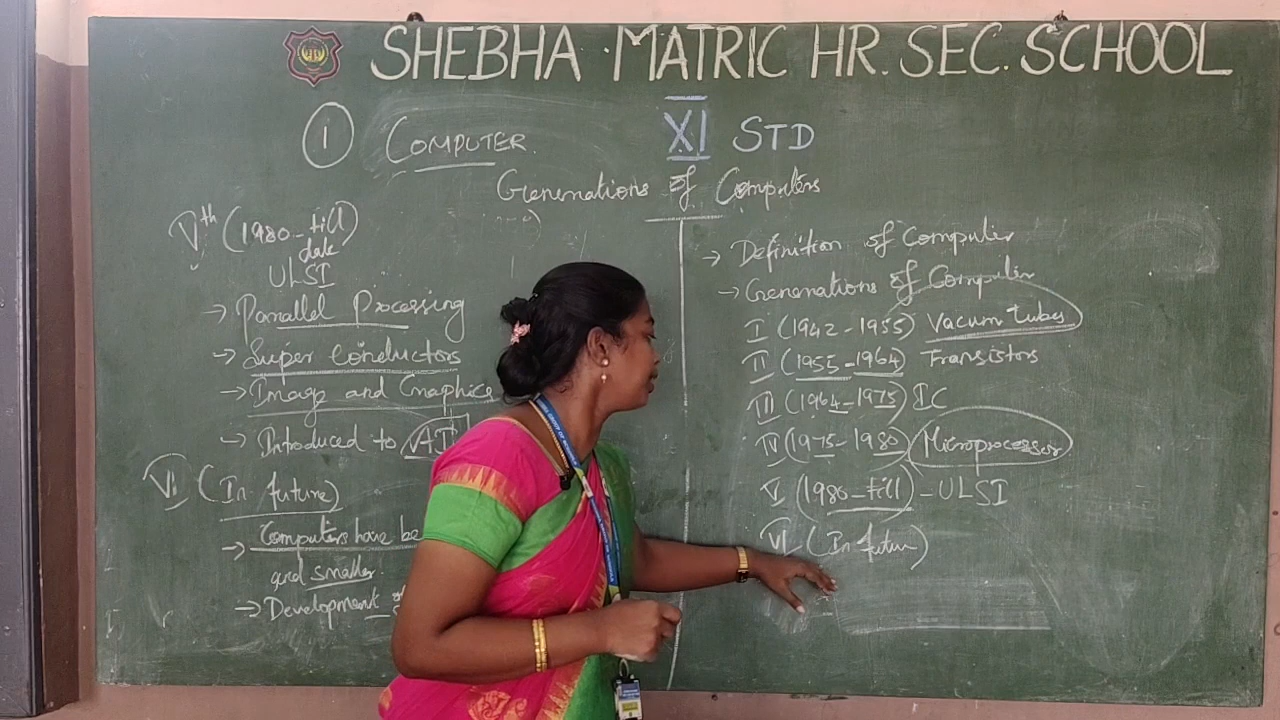 SHEBHA MATRIC HR. SEC. SCHOOL
1 COMPUTER.
XI STD
Generations of Computers
Vth (1980 - till date)
ULSI
→ Parallel Processing
→ Super Conductors
→ Image and Graphics
→ Introduced to AI
VI (In future)
→ Computers have be
and smaller.
→ Development
→ Definition of Computer
→ Generations of Computer
I (1942 - 1955) Vacum tubes
II (1955 - 1964) Transistors
III (1964 - 1975) IC
IV (1975 - 1980) Microprocessor
V (1980 - till) - ULSI
VI (In futur)